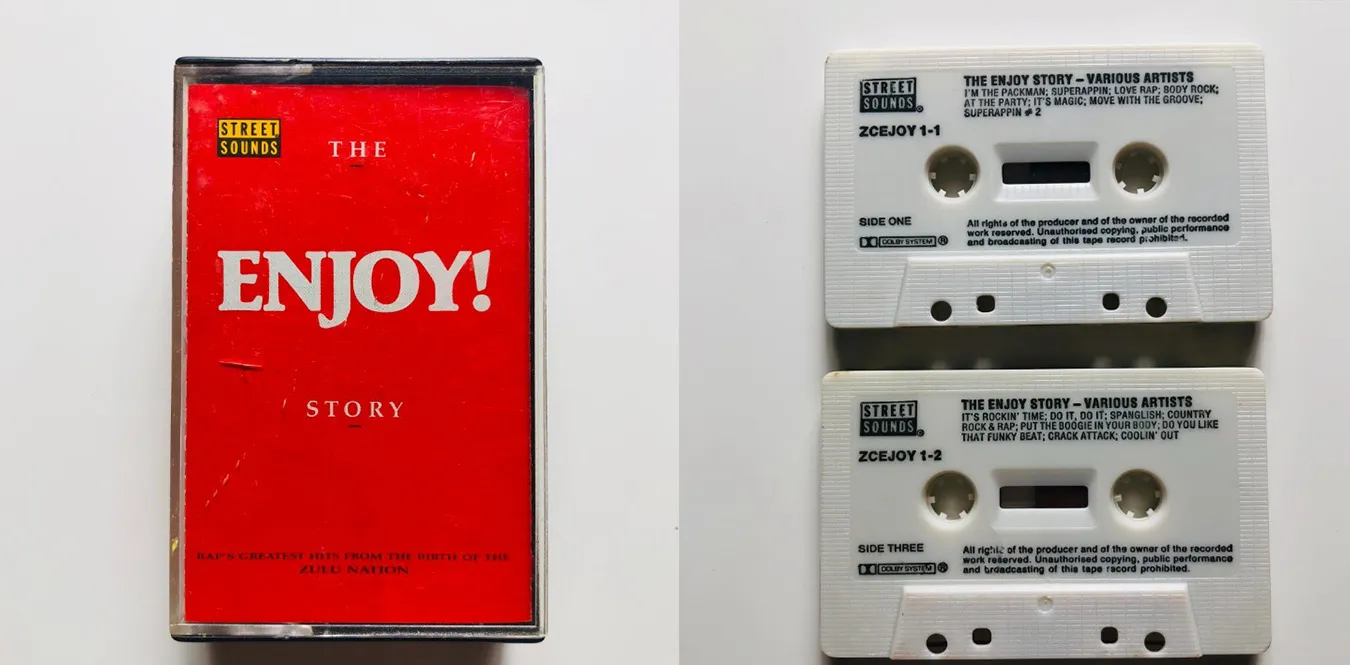 STREET
SOUNDS
THE
ENJOY!
STORY
RAP'S GREATEST HITS FROM THE BIRTH OF THE
ZULU NATION
STREET
SOUNDS
THE ENJOY STORY – VARIOUS ARTISTS
I'M THE PACKMAN; SUPERAPPIN; LOVE RAP; BODY ROCK;
AT THE PARTY; IT'S MAGIC; MOVE WITH THE GROOVE;
SUPERAPPIN # 2
ZCEJOY 1-1
SIDE ONE
DOLBY SYSTEM ®
All rights of the producer and of the owner of the recorded
work reserved. Unauthorised copying, public performance
and broadcasting of this tape record prohibited.
STREET
SOUNDS
THE ENJOY STORY – VARIOUS ARTISTS
IT'S ROCKIN' TIME; DO IT, DO IT; SPANGLISH; COUNTRY
ROCK & RAP; PUT THE BOOGIE IN YOUR BODY; DO YOU LIKE
THAT FUNKY BEAT; CRACK ATTACK; COOLIN' OUT
ZCEJOY 1-2
SIDE THREE
DOLBY SYSTEM ®
All rights of the producer and of the owner of the recorded
work reserved. Unauthorised copying, public performance
and broadcasting of this tape record prohibited.